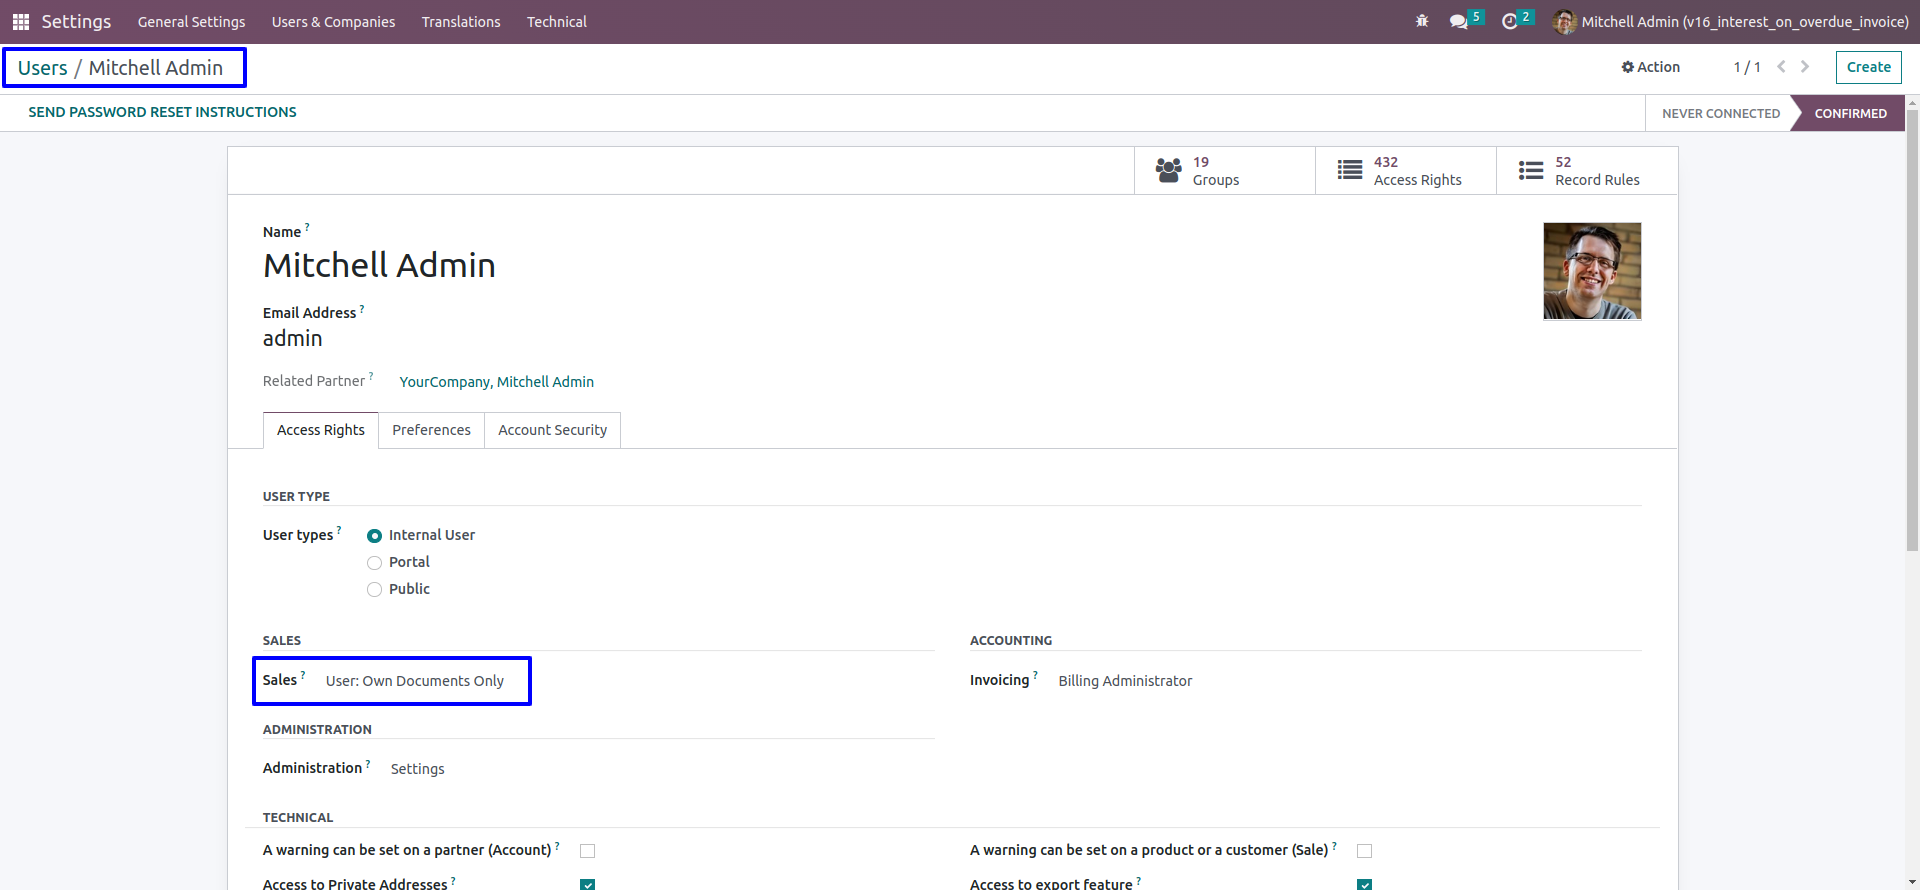 Settings General Settings Users & Companies Translations Technical 5 2 Mitchell Admin (v16_interest_on_overdue_invoice)
Users / Mitchell Admin Action 1 / 1 Create
SEND PASSWORD RESET INSTRUCTIONS NEVER CONNECTED CONFIRMED
19 432 52
Groups Access Rights Record Rules
Name ?
Mitchell Admin
Email Address ?
admin
Related Partner ? YourCompany, Mitchell Admin
Access Rights Preferences Account Security
USER TYPE
User types ? Internal User
Portal
Public
SALES ACCOUNTING
Sales ? User: Own Documents Only Invoicing ? Billing Administrator
ADMINISTRATION
Administration ? Settings
TECHNICAL
A warning can be set on a partner (Account) ? A warning can be set on a product or a customer (Sale) ?
Access to Private Addresses ? Access to export feature ?